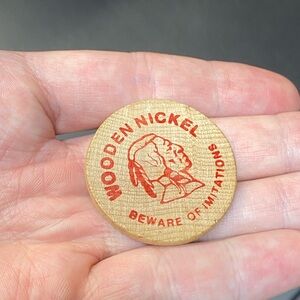 WOODEN NICKEL
BEWARE OF IMITATIONS